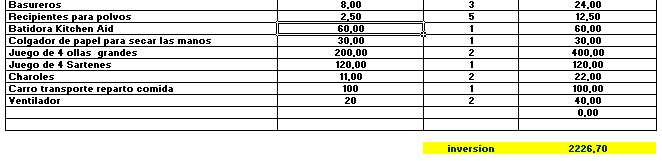 Basureros 8,00 3 24,00
Recipientes para polvos 2,50 5 12,50
Batidora Kitchen Aid 60,00 1 60,00
Colgador de papel para secar las manos 30,00 1 30,00
Juego de 4 ollas grandes 200,00 2 400,00
Juego de 4 Sartenes 120,00 1 120,00
Charoles 11,00 2 22,00
Carro transporte reparto comida 100 1 100,00
Ventilador 20 2 40,00
0,00
inversion 2226,70